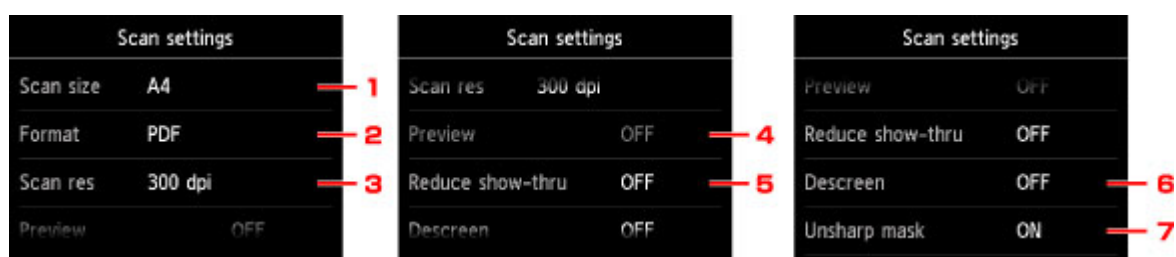 Scan settings
Scan size A4 1
Format PDF 2
Scan res 300 dpi 3
Preview OFF
Scan settings
Scan res 300 dpi
Preview OFF 4
Reduce show-thru OFF 5
Descreen OFF
Scan settings
Preview OFF
Reduce show-thru OFF
Descreen OFF 6
Unsharp mask ON 7